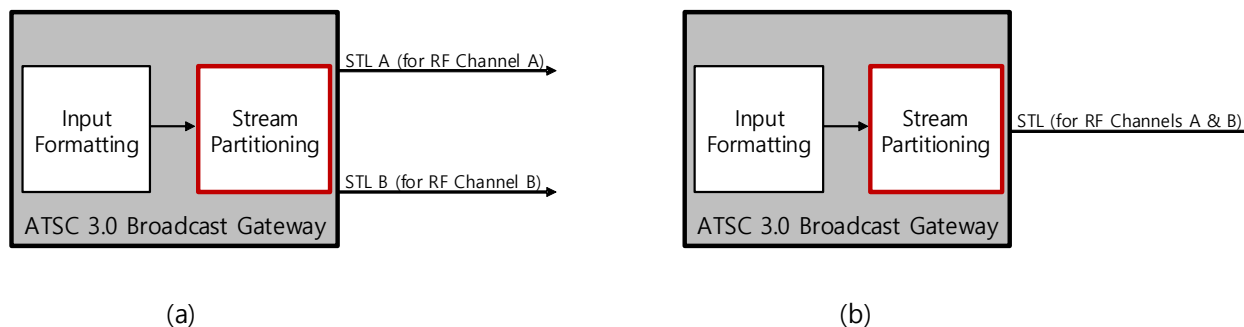 STL A (for RF Channel A)
Input
Formatting
Stream
Partitioning
STL B (for RF Channel B)
ATSC 3.0 Broadcast Gateway
(a)
Input
Formatting
Stream
Partitioning
STL (for RF Channels A & B)
ATSC 3.0 Broadcast Gateway
(b)